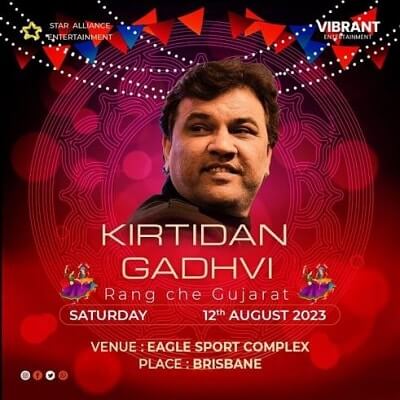 STAR ALLIANCE
ENTERTAINMENT
VIBRANT
ENTERTAINMENT
KIRTIDAN
GADHVI
Rang che Gujarat
SATURDAY 12th AUGUST 2023
VENUE : EAGLE SPORT COMPLEX
PLACE : BRISBANE